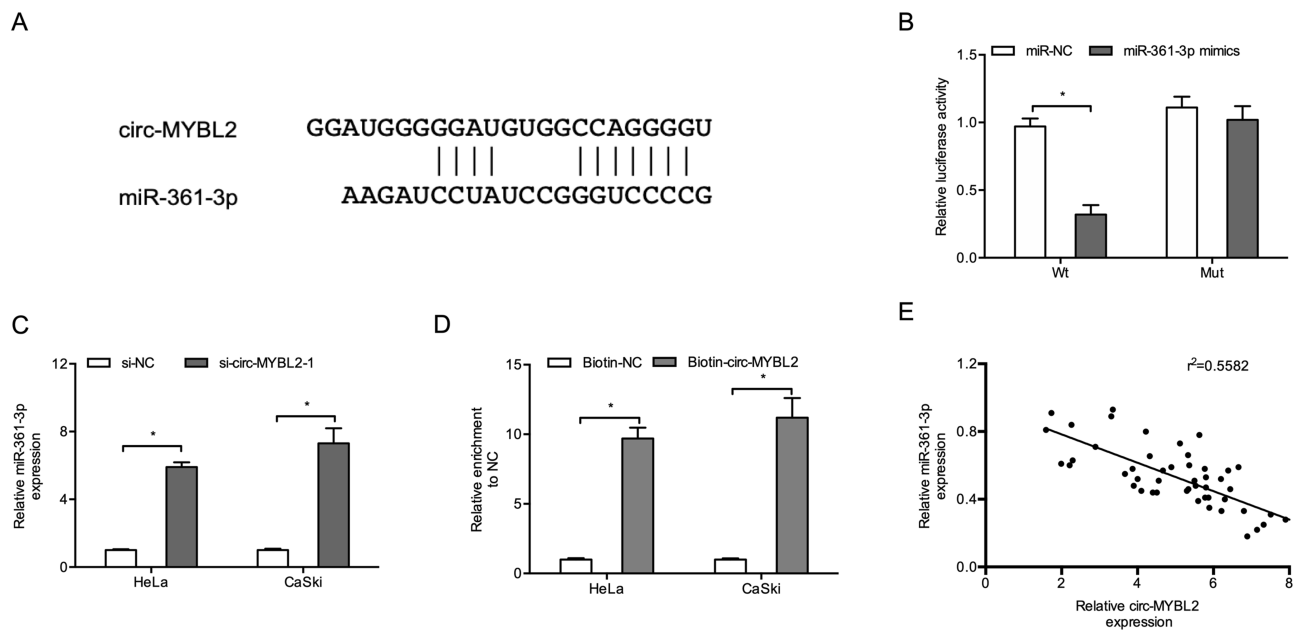 A
circ-MYBL2 GGAUGGGGGAUGUGGCCAGGGGU
miR-361-3p AAGAUCCUAUCCGGGUCCCCG
B
miR-NC miR-361-3p mimics
Relative luciferase activity
1.5
1.0
0.5
0.0
*
Wt Mut
C
si-NC si-circ-MYBL2-1
Relative miR-361-3p
expression
12
8
4
0
* *
HeLa CaSki
D
Biotin-NC Biotin-circ-MYBL2
Relative enrichment
to NC
15
10
5
0
* *
HeLa CaSki
E
r²=0.5582
Relative miR-361-3p
expression
1.2
0.8
0.4
0.0
0 2 4 6 8
Relative circ-MYBL2
expression